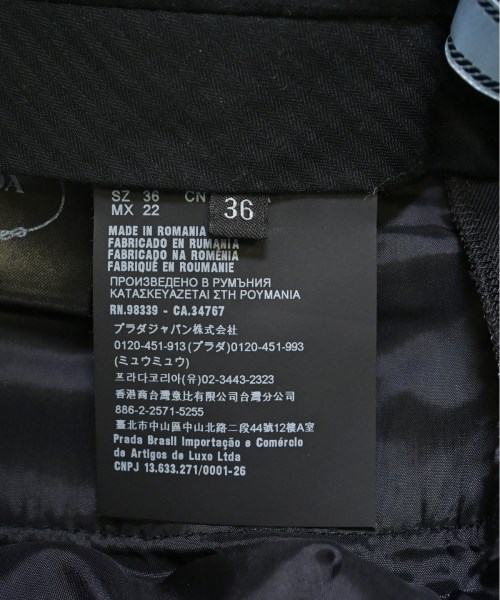 DA
SZ 36 CN
MX 22
36
MADE IN ROMANIA
FABRICADO EN RUMANIA
FABRICADO NA ROMÉNIA
FABRIQUÉ EN ROUMANIE
ПРОИЗВЕДЕНО В РУМЪНИЯ
ΚΑΤΑΣΚΕΥΑΖΕΤΑΙ ΣΤΗ ΡΟΥΜΑΝΙΑ
RN.98339 - CA.34767
プラダジャパン株式会社
0120-451-913 (プラダ)0120-451-993
(ミュウミュウ)
프라다코리아(유)02-3443-2323
香港商台灣意比有限公司台灣分公司
886-2-2571-5255
臺北市中山區中山北路二段44號12樓A室
Prada Brasil Importação e Comércio
de Artigos de Luxo Ltda
CNPJ 13.633.271/0001-26